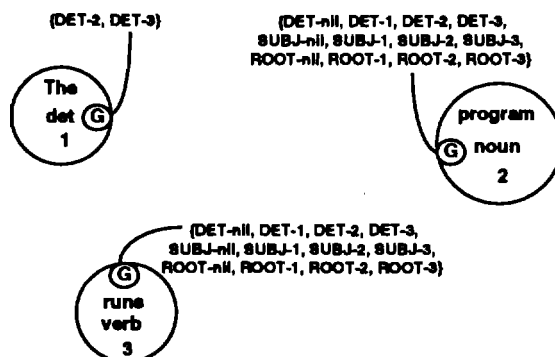 {DET-2, DET-3}
The
det
G
1
{DET-nil, DET-1, DET-2, DET-3,
SUBJ-nil, SUBJ-1, SUBJ-2, SUBJ-3,
ROOT-nil, ROOT-1, ROOT-2, ROOT-3}
program
G
noun
2
{DET-nil, DET-1, DET-2, DET-3,
SUBJ-nil, SUBJ-1, SUBJ-2, SUBJ-3,
ROOT-nil, ROOT-1, ROOT-2, ROOT-3}
G
runs
verb
3